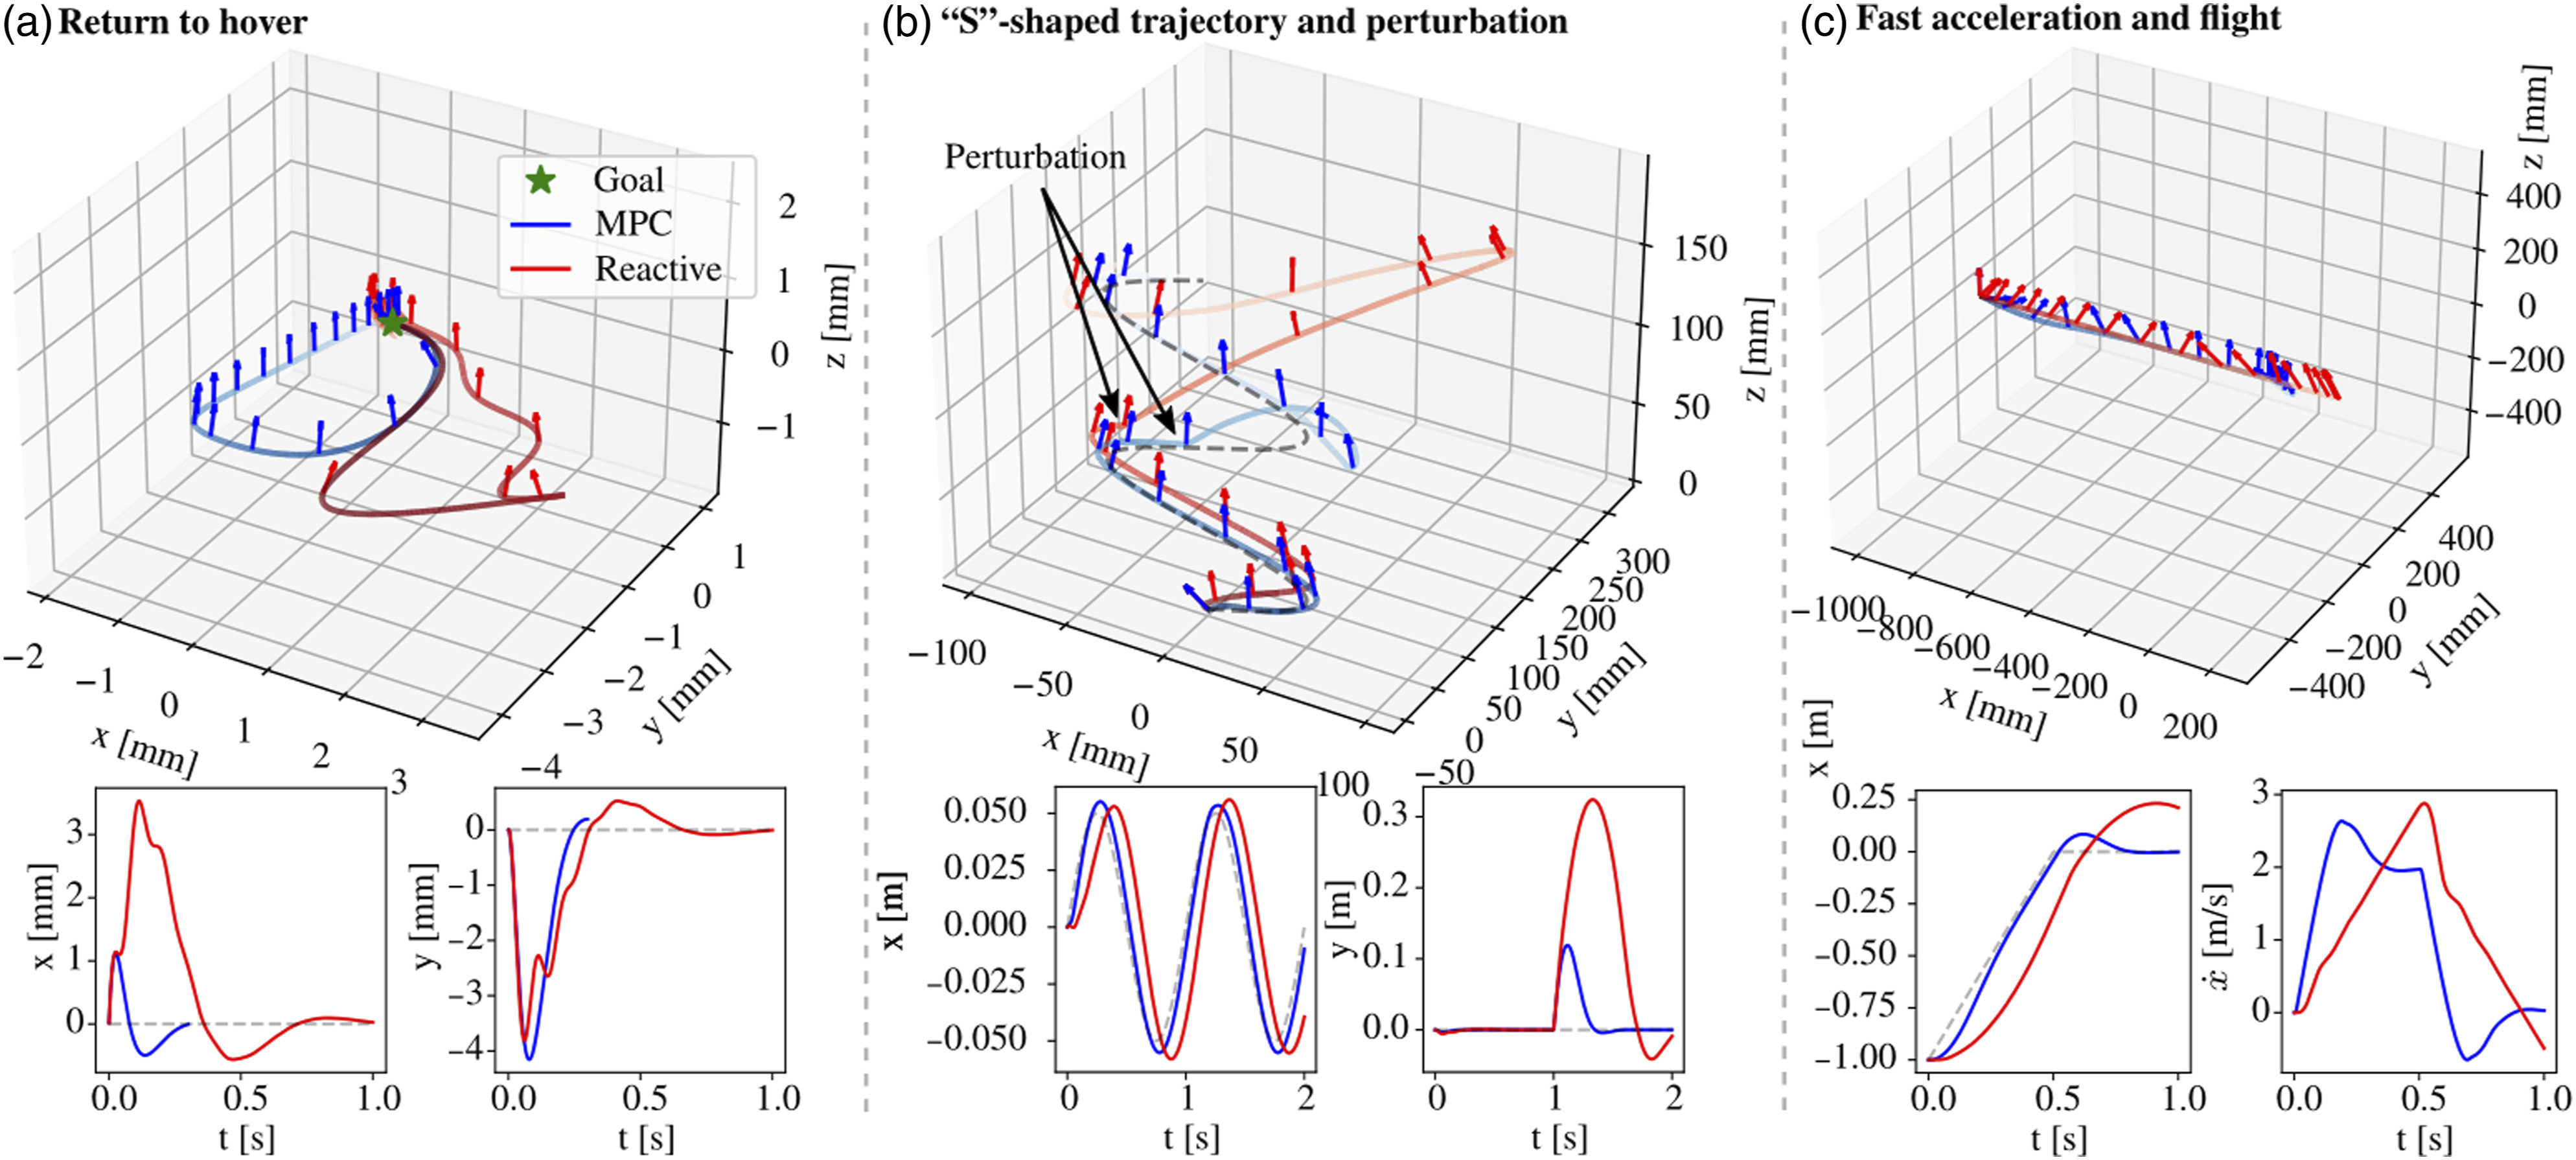 (a) Return to hover
Goal
MPC
Reactive
2
1
0
−1
z [mm]
1
0
−1
−2
−3
−4
y [mm]
−2
−1
0
1
2
3
x [mm]
3
2
1
0
x [mm]
0.0 0.5 1.0
t [s]
0
−1
−2
−3
−4
y [mm]
0.0 0.5 1.0
t [s]
(b) “S”-shaped trajectory and perturbation
Perturbation
150
100
50
0
z [mm]
300
250
200
150
100
50
0
−50
y [mm]
−100
−50
0
50
100
x [mm]
0.050
0.025
0.000
−0.025
−0.050
x [m]
0 1 2
t [s]
0.3
0.2
0.1
0.0
y [m]
0 1 2
t [s]
(c) Fast acceleration and flight
z [mm]
400
200
0
−200
−400
400
200
0
−200
−400
y [mm]
−1000
−800
−600
−400
−200
0
200
x [mm]
x [m]
0.25
0.00
−0.25
−0.50
−0.75
−1.00
0.0 0.5 1.0
t [s]
3
2
1
0
ẋ [m/s]
0.0 0.5 1.0
t [s]